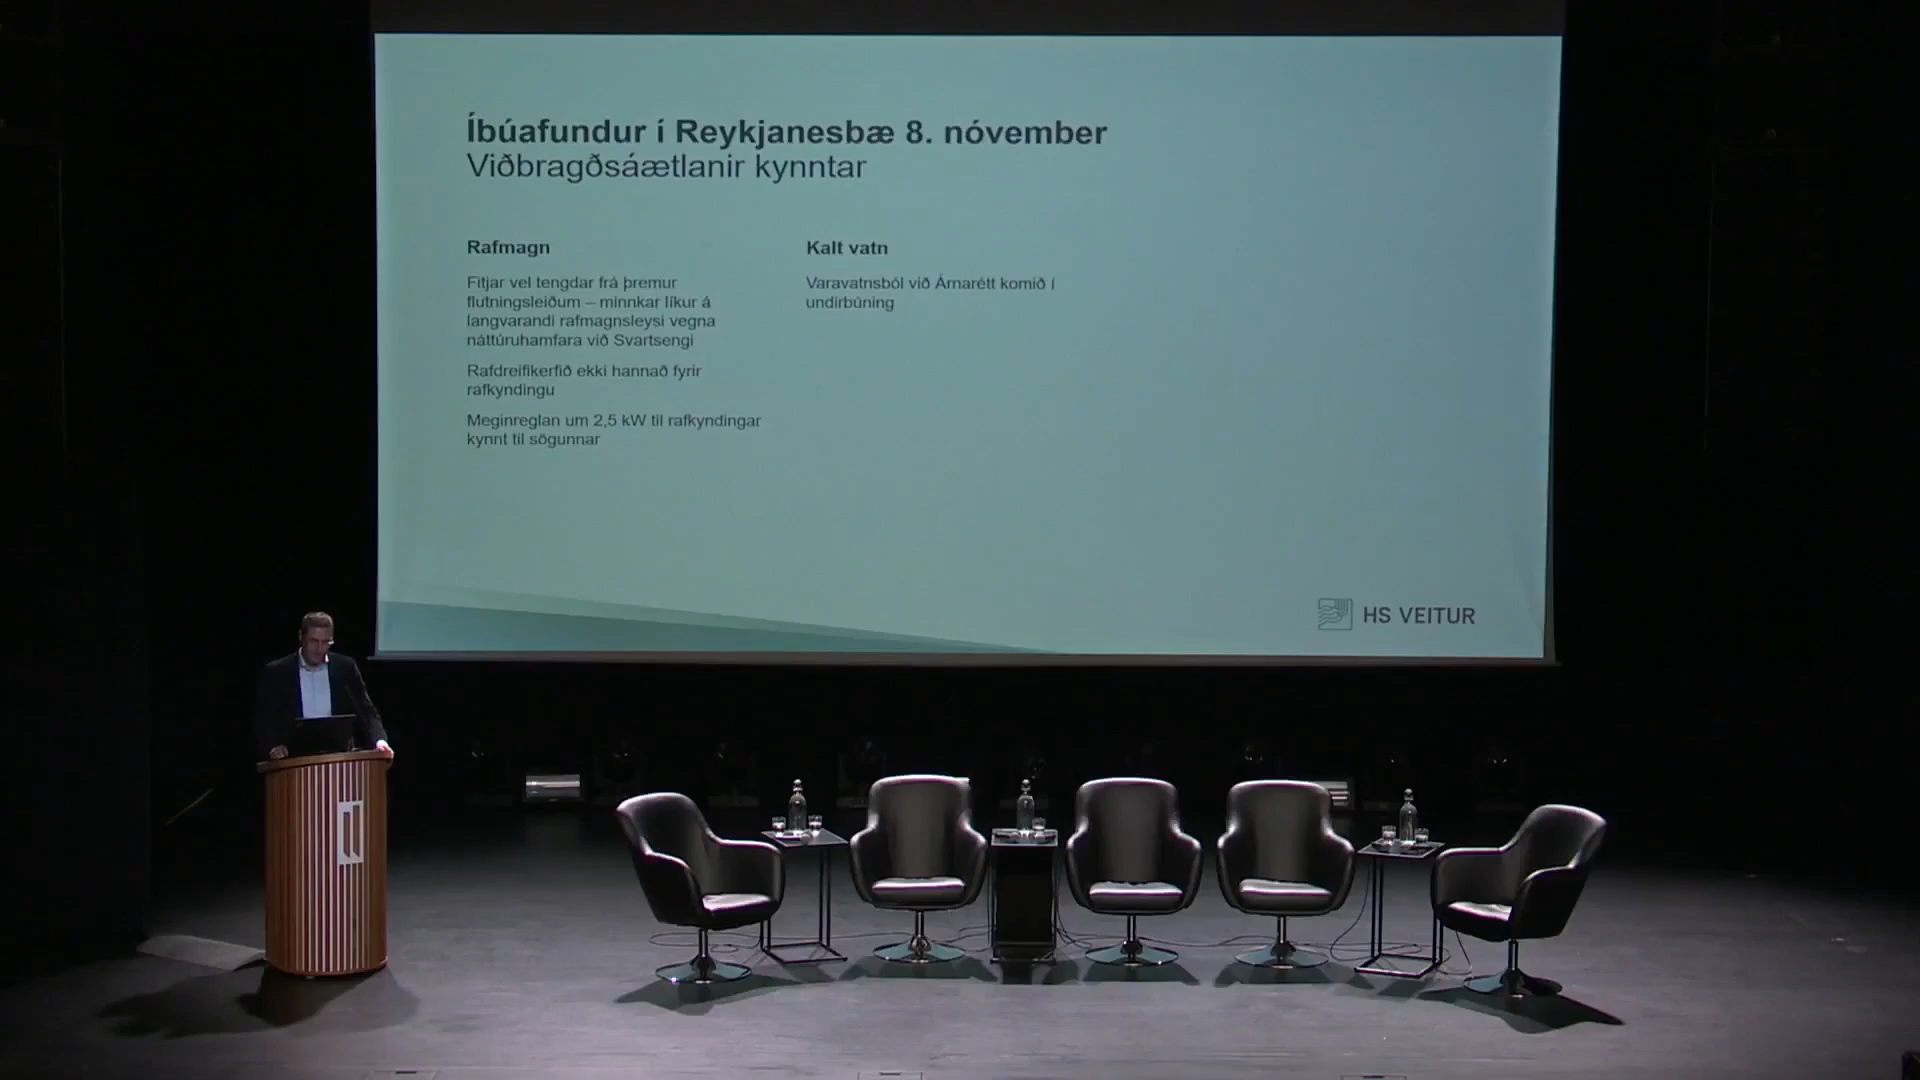 Íbúafundur í Reykjanesbæ 8. nóvember
Viðbragðsáætlanir kynntar
Rafmagn
Fitjar vel tengdar frá þremur
flutningsleiðum – minnkar líkur á
langvarandi rafmagnsleysi vegna
náttúruhamfara við Svartsengi
Rafdreifikerfið ekki hannað fyrir
rafkyndingu
Meginreglan um 2,5 kW til rafkyndingar
kynnt til sögunnar
Kalt vatn
Varavatnsból við Árnarétt komið í
undirbúning
HS VEITUR